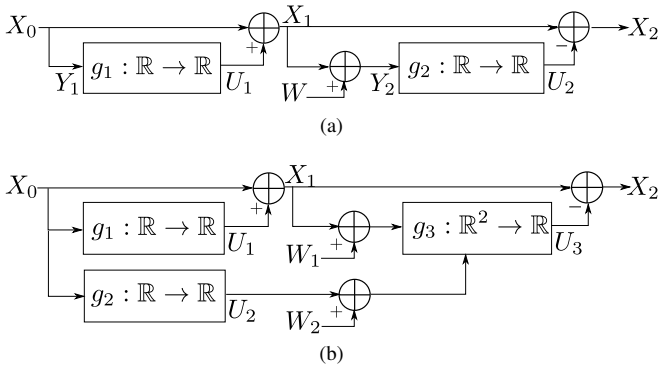 X₀ X₁ X₂
+ −
g₁ : ℝ → ℝ g₂ : ℝ → ℝ
Y₁ U₁ W + Y₂ U₂
(a)
X₀ X₁ X₂
+ −
g₁ : ℝ → ℝ g₃ : ℝ² → ℝ
U₁ W₁ + U₃
g₂ : ℝ → ℝ
U₂ W₂ +
(b)